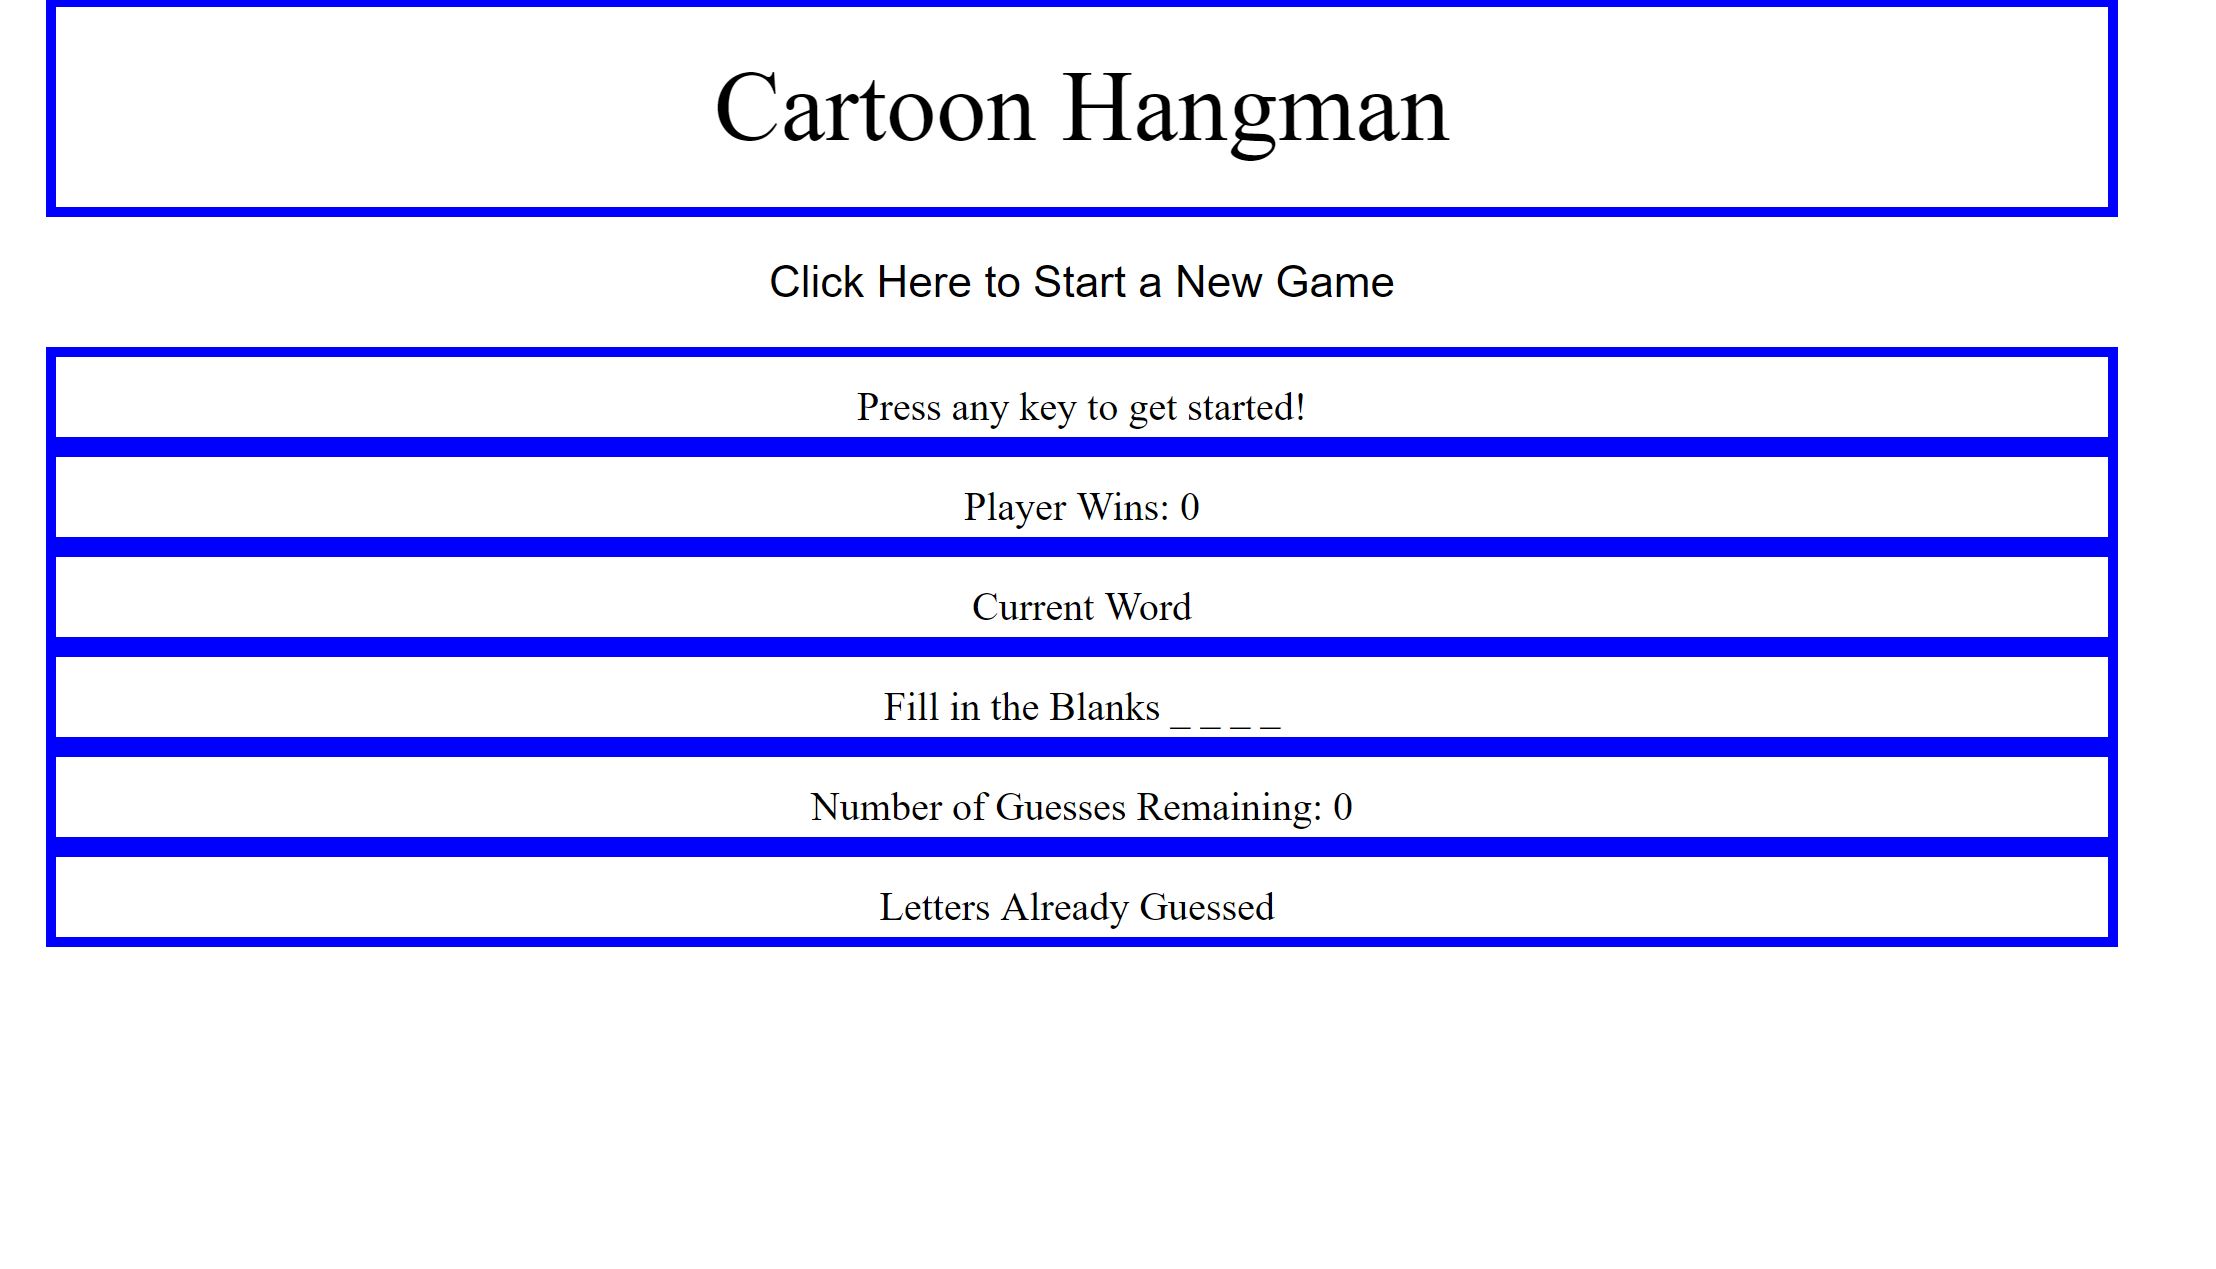 Cartoon Hangman
Click Here to Start a New Game
Press any key to get started!
Player Wins: 0
Current Word
Fill in the Blanks _ _ _ _
Number of Guesses Remaining: 0
Letters Already Guessed